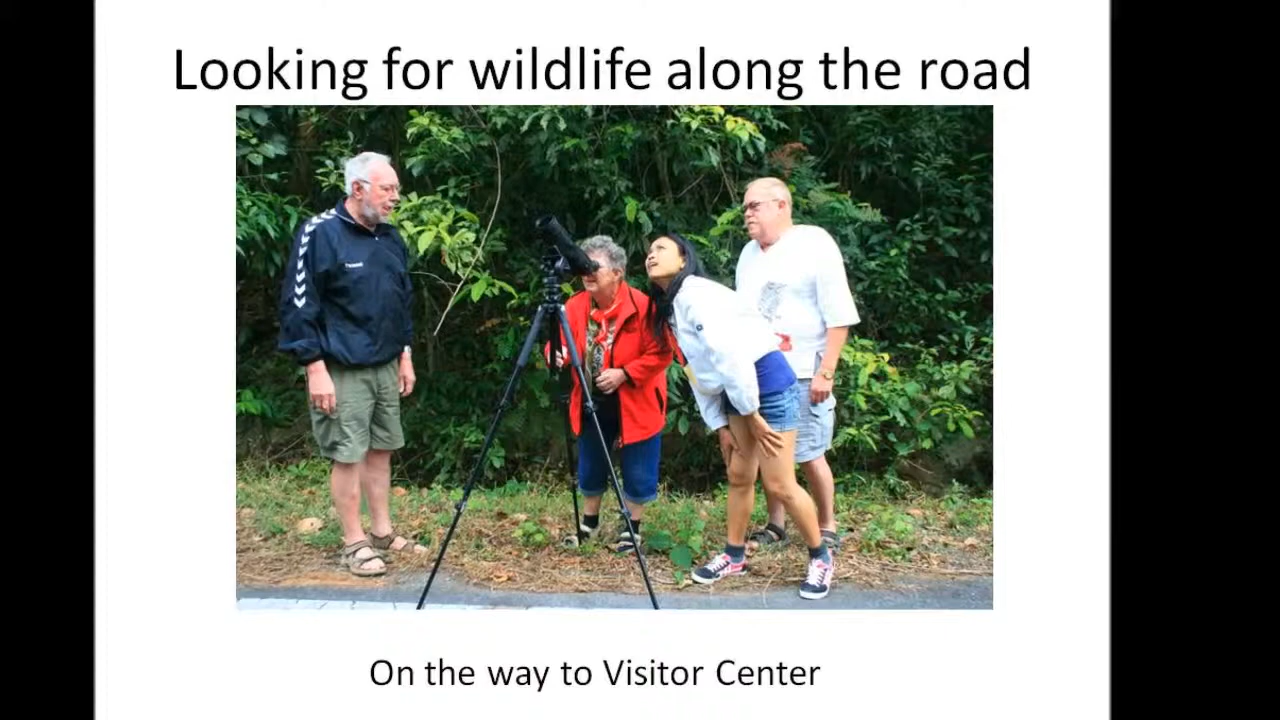 Looking for wildlife along the road
On the way to Visitor Center